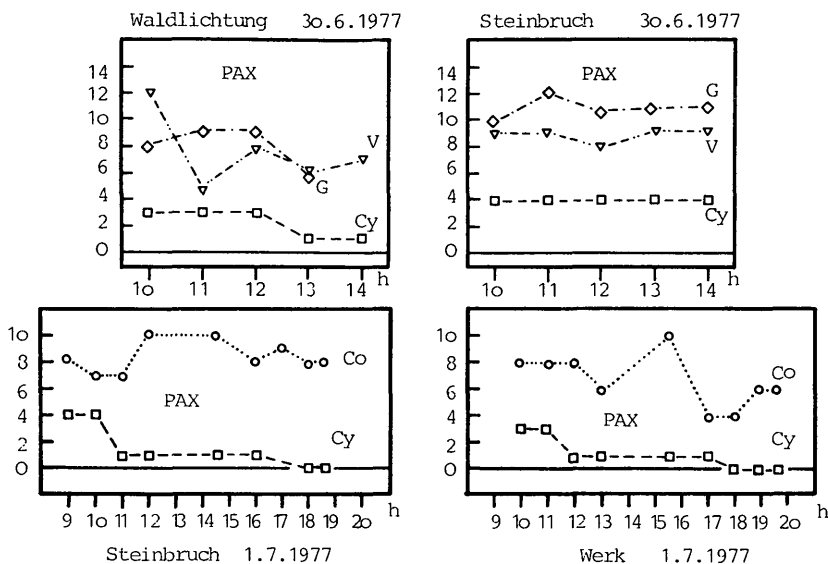 Waldlichtung 3o.6.1977
Steinbruch 3o.6.1977
PAX
14
12
1o
8
6
4
2
O
V
G
Cy
h
1o 11 12 13 14
PAX
14
12
1o
8
6
4
2
O
G
V
Cy
h
1o 11 12 13 14
1o
8
6
4
2
O
Co
PAX
Cy
h
9 1o 11 12 13 14 15 16 17 18 19 2o
Steinbruch 1.7.1977
1o
8
6
4
2
O
Co
PAX
Cy
h
9 1o 11 12 13 14 15 16 17 18 19 2o
Werk 1.7.1977